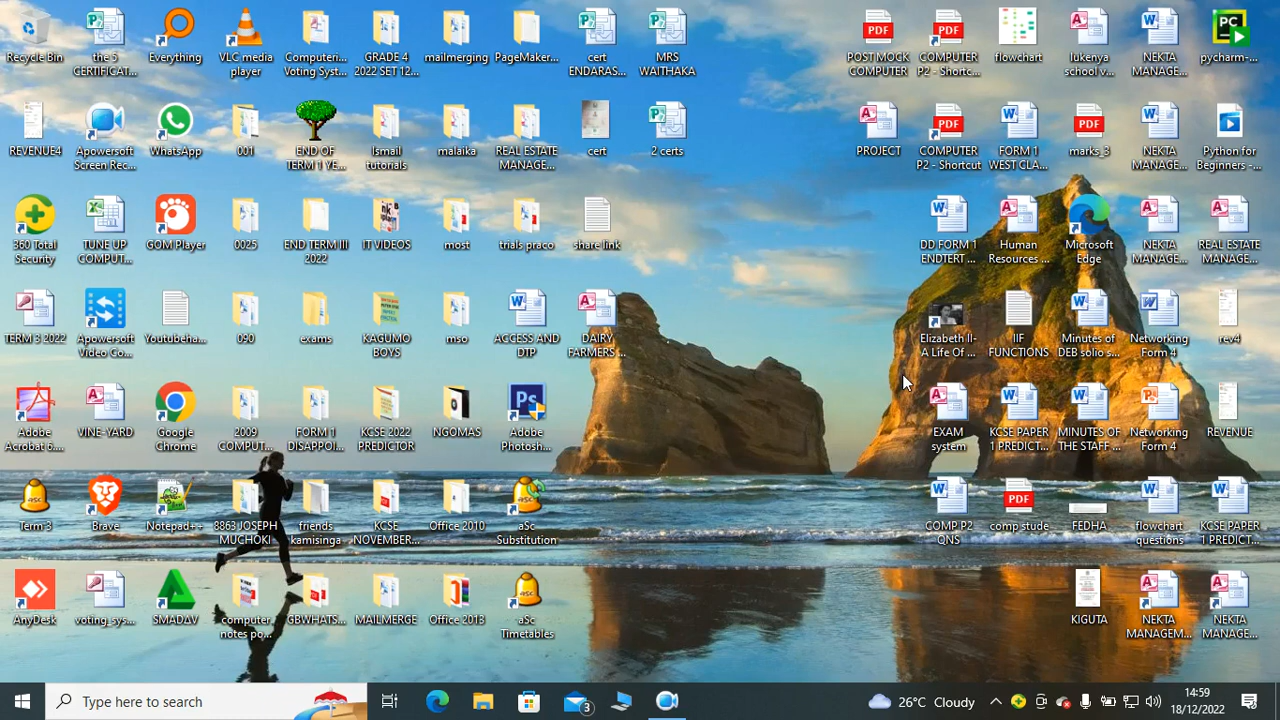 Recycle Bin
the 5
CERTIFICAT...
Everything
VLC media
player
Computeri...
Voting Syst...
GRADE 4
2022 SET 12...
mailmerging
PageMaker...
cert
ENDARAS...
MRS
WAITHAKA
POST MOCK
COMPUTER
COMPUTER
P2 - Shortc...
flowchart
lukenya
school v...
NEKTA
MANAGE...
pycharm-...
REVENUE4
Apowersoft
Screen Rec...
WhatsApp
001
END OF
TERM 1 YE...
Ismail
tutorials
malaika
REAL ESTATE
MANAGE...
cert
2 certs
PROJECT
COMPUTER
P2 - Shortcut
FORM 1
WEST CLA...
marks_3
NEKTA
MANAGE...
Python for
Beginners -...
360 Total
Security
TUNE UP
COMPUT...
GOM Player
0025
END TERM III
2022
IT VIDEOS
most
trials praco
share link
DD FORM 1
ENDTERT ...
Human
Resources ...
Microsoft
Edge
NEKTA
MANAGE...
REAL ESTATE
MANAGE...
TERM 3 2022
Apowersoft
Video Co...
Youtubeha...
090
exams
KAGUMO
BOYS
mso
ACCESS AND
DTP
DAIRY
FARMERS ...
Elizabeth II-
A Life Of ...
IIF
FUNCTIONS
Minutes of
DEB solio s...
Networking
Form 4
rev4
Adobe
Acrobat 6....
VINE-YARD
Google
Chrome
2009
COMPUT...
FORM 1
DISAPPOI...
KCSE 2022
PREDICTOR
NGOMAS
Adobe
Photosh...
EXAM
system
KCSE PAPER
1 PREDICT...
MINUTES OF
THE STAFF ...
Networking
Form 4
REVENUE
Term 3
Brave
Notepad++
8863 JOSEPH
MUCHOKI
friends
kamisinga
KCSE
NOVEMBER...
Office 2010
aSc
Substitution
COMP P2
QNS
comp stude...
FEDHA
flowchart
questions
KCSE PAPER
1 PREDICT...
AnyDesk
voting_sys...
SMADΔV
computer
notes po...
GBWHATS...
MAILMERGE
Office 2013
aSc
Timetables
KIGUTA
NEKTA
MANAGEM...
NEKTA
MANAGE...
Type here to search
3
26°C Cloudy
14:59
18/12/2022